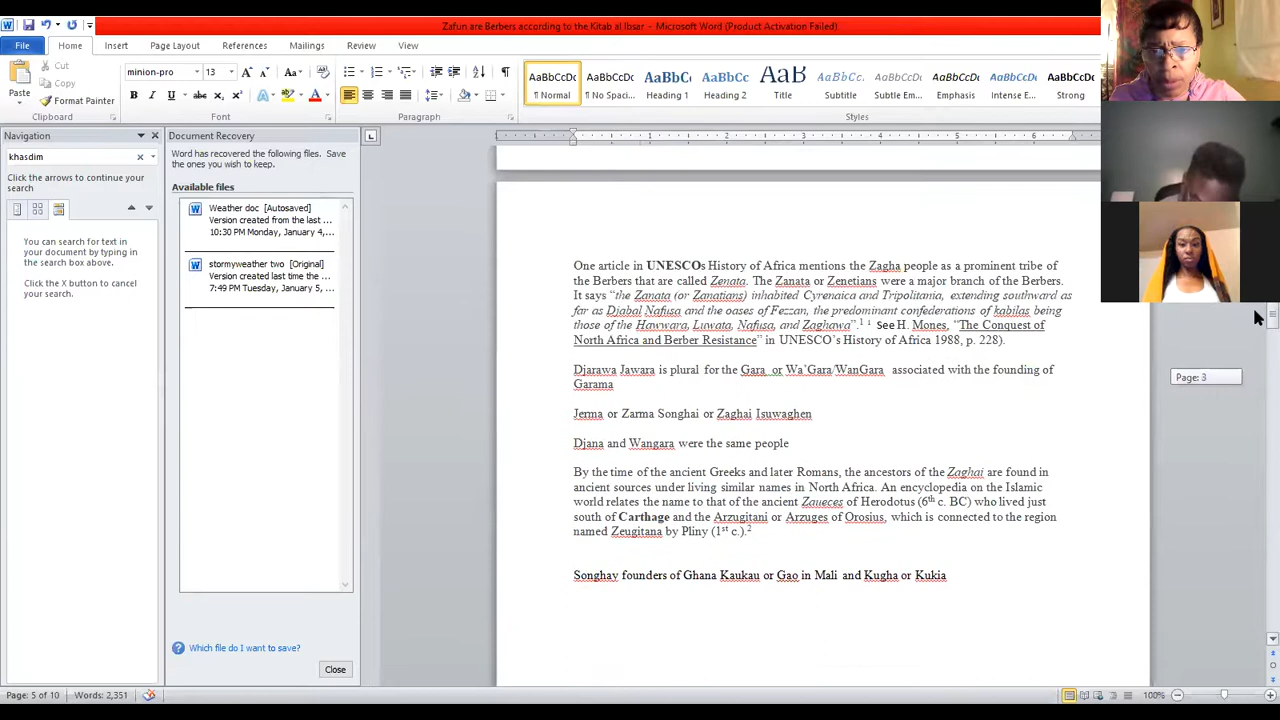 Zafun are Berbers according to the Kitab al Ibsar – Microsoft Word (Product Activation Failed)
File Home Insert Page Layout References Mailings Review View
Cut
Copy
Format Painter
Paste
Clipboard
minion-pro 13
Font
Paragraph
AaBbCcDc AaBbCcDc AaBbCc AaBbCc AaB AaBbCcL AaBbCcDc AaBbCcDc AaBbCcDc AaBbCcDc
¶ Normal ¶ No Spaci... Heading 1 Heading 2 Title Subtitle Subtle Em... Emphasis Intense E... Strong
Styles
Navigation
khasdim
Click the arrows to continue your
search
You can search for text in
your document by typing in
the search box above.
Click the X button to cancel
your search.
Document Recovery
Word has recovered the following files. Save
the ones you wish to keep.
Available files
Weather doc [Autosaved]
Version created from the last ...
10:30 PM Monday, January 4,...
stormyweather two [Original]
Version created last time the ...
7:49 PM Tuesday, January 5, ...
Which file do I want to save?
Close
1 2 3 4 5 6
One article in UNESCOs History of Africa mentions the Zagha people as a prominent tribe of
the Berbers that are called Zenata. The Zanata or Zenetians were a major branch of the Berbers.
It says “the Zanata (or Zanatians) inhabited Cyrenaica and Tripolitania, extending southward as
far as Djabal Nafusa and the oases of Fezzan, the predominant confederations of kabilas being
those of the Hawwara, Luwata, Nafusa, and Zaghawa”.1 1 See H. Mones, “The Conquest of
North Africa and Berber Resistance” in UNESCO’s History of Africa 1988, p. 228).
Djarawa Jawara is plural for the Gara or Wa’Gara/WanGara associated with the founding of
Garama
Jerma or Zarma Songhai or Zaghai Isuwaghen
Djana and Wangara were the same people
By the time of the ancient Greeks and later Romans, the ancestors of the Zaghai are found in
ancient sources under living similar names in North Africa. An encyclopedia on the Islamic
world relates the name to that of the ancient Zaueces of Herodotus (6th c. BC) who lived just
south of Carthage and the Arzugitani or Arzuges of Orosius, which is connected to the region
named Zeugitana by Pliny (1st c.).2
Songhay founders of Ghana Kaukau or Gao in Mali and Kugha or Kukia
Page: 3
Page: 5 of 10 Words: 2,351
100%